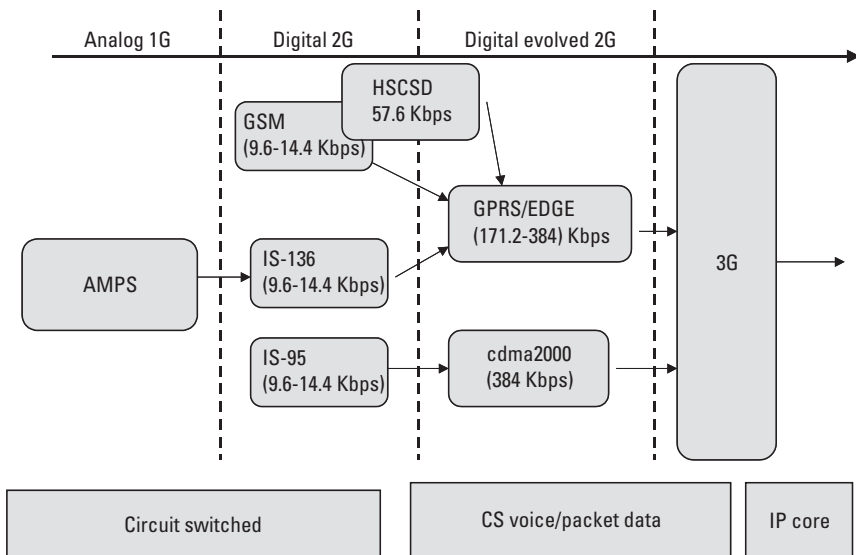 Analog 1G
Digital 2G
Digital evolved 2G
HSCSD
57.6 Kbps
GSM
(9.6-14.4 Kbps)
GPRS/EDGE
(171.2-384) Kbps
IS-136
(9.6-14.4 Kbps)
AMPS
3G
IS-95
(9.6-14.4 Kbps)
cdma2000
(384 Kbps)
Circuit switched
CS voice/packet data
IP core